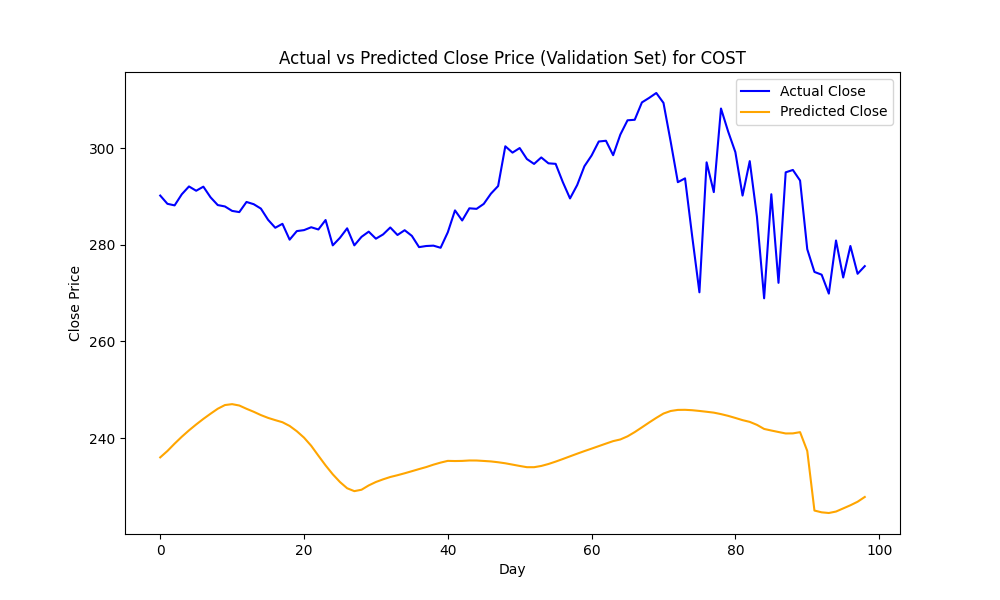 Actual vs Predicted Close Price (Validation Set) for COST
Actual Close
Predicted Close
Close Price
300
280
260
240
0 20 40 60 80 100
Day